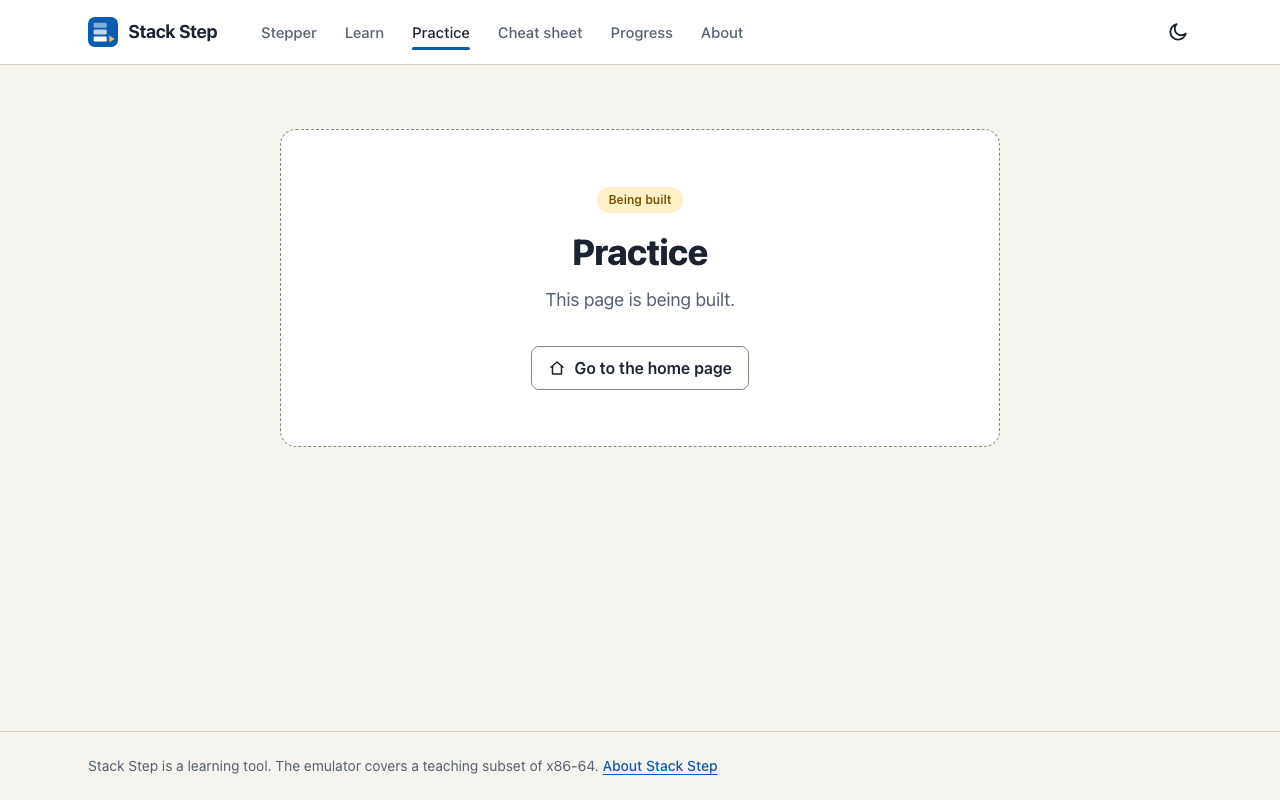 Stack Step
Stepper
Learn
Practice
Cheat sheet
Progress
About
Being built
Practice
This page is being built.
Go to the home page
Stack Step is a learning tool. The emulator covers a teaching subset of x86-64. About Stack Step